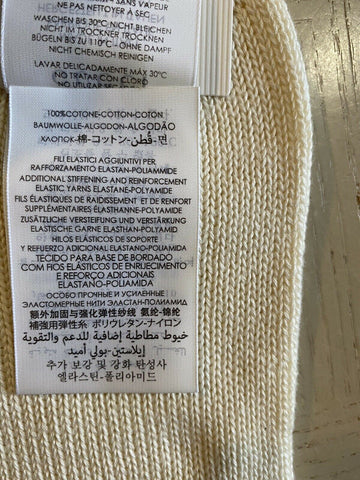 NE PAS NETTOYER A SEC
WASCHEN BIS 30°C NICHT BLEICHEN
IM TROCKNER NICHT TROCKNEN
BÜGELN BIS ZU 110°C - OHNE DAMPF
NICHT CHEMISCH REINIGEN
LAVAR DELICADAMENTE MÁX 30°C
NO TRATAR CON CLORO
NO UTILIZAR SECADORA
100%COTONE-COTTON-COTON
BAUMWOLLE-ALGODON-ALGODÃO
ХЛОПОК-棉-コットン-قطن-면
FILI ELASTICI AGGIUNTIVI PER
RAFFORZAMENTO ELASTAN-POLIAMMIDE
ADDITIONAL STIFFENING AND REINFORCEMENT
ELASTIC YARNS ELASTANE-POLYAMIDE
FILS ÉLASTIQUES DE RAIDISSEMENT ET DE RENFORT
SUPPLÉMENTAIRES ÉLASTHANNE-POLYAMIDE
ZUSÄTZLICHE VERSTEIFUNG UND VERSTÄRKUNG
ELASTISCHE GARNE ELASTHAN-POLYAMID
HILOS ELÁSTICOS DE SOPORTE
Y REFUERZO ADICIONAL ELASTANO-POLIAMIDA
TECIDO PARA BASE DE BORDADO
COM FIOS ELÁSTICOS DE ENRIJECIMENTO
E REFORÇO ADICIONAIS
ELASTANO-POLIAMIDA
ОСОБО ПРОЧНЫЕ И УСИЛЕННЫЕ
ЭЛАСТОМЕРНЫЕ НИТИ ЭЛАСТАН-ПОЛИАМИД
额外加固与强化弹性纱线 氨纶-锦纶
補強用弾性糸 ポリウレタン-ナイロン
خيوط مطاطية إضافية للدعم والتقوية
إيلاستين-بولي أميد
추가 보강 및 강화 탄성사
엘라스틴-폴리아미드